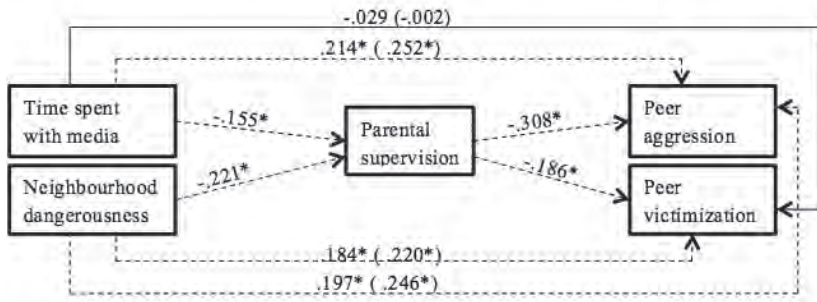 -.029 (-.002)
.214* ( .252*)
Time spent
with media
-.155*
Parental
supervision
-.308*
Peer
aggression
Neighbourhood
dangerousness
-.221*
-.186*
Peer
victimization
.184* ( .220*)
.197* ( .246*)